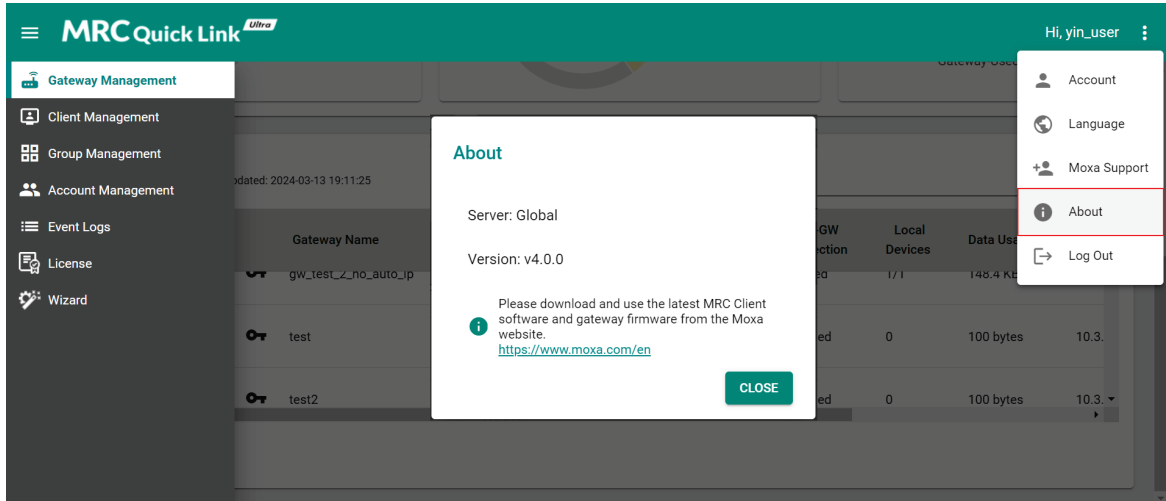 MRC Quick Link Ultra
Hi, yin_user
Gateway Management
Client Management
Group Management
Account Management
Event Logs
License
Wizard
Gateway Used
dated: 2024-03-13 19:11:25
Gateway Name
GW
Local
Devices
Data Usa
gw_test_2_no_auto_ip
1/1
148.4 KB
test
ed
0
100 bytes
10.3.
test2
ed
0
100 bytes
10.3.
About
Server: Global
Version: v4.0.0
Please download and use the latest MRC Client
software and gateway firmware from the Moxa
website.
https://www.moxa.com/en
CLOSE
Account
Language
Moxa Support
About
Log Out